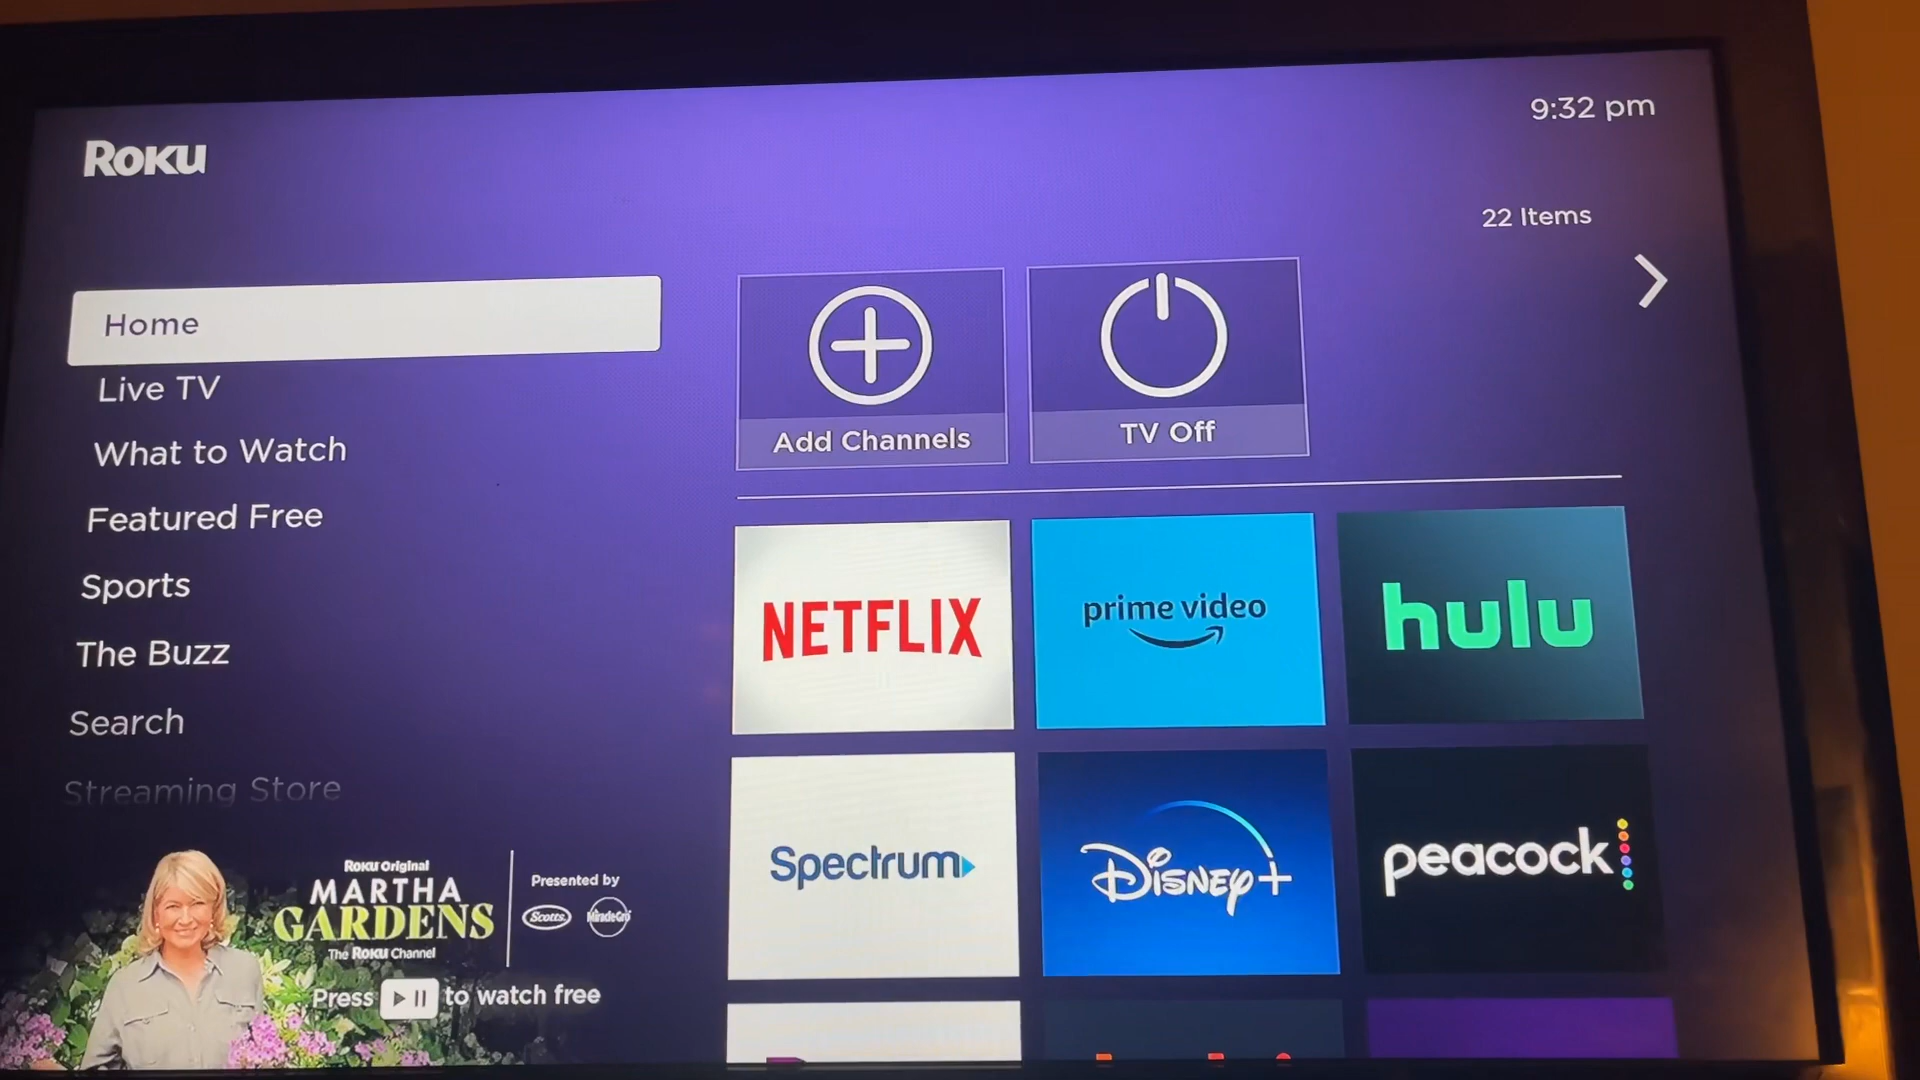 ROKU
9:32 pm
22 Items
Home
Live TV
What to Watch
Featured Free
Sports
The Buzz
Search
Streaming Store
Add Channels
TV Off
NETFLIX
prime video
hulu
Spectrum
Disney+
peacock
ROKU Original
MARTHA
GARDENS
The ROKU Channel
Presented by
Scotts
Miracle-Gro
Press
to watch free